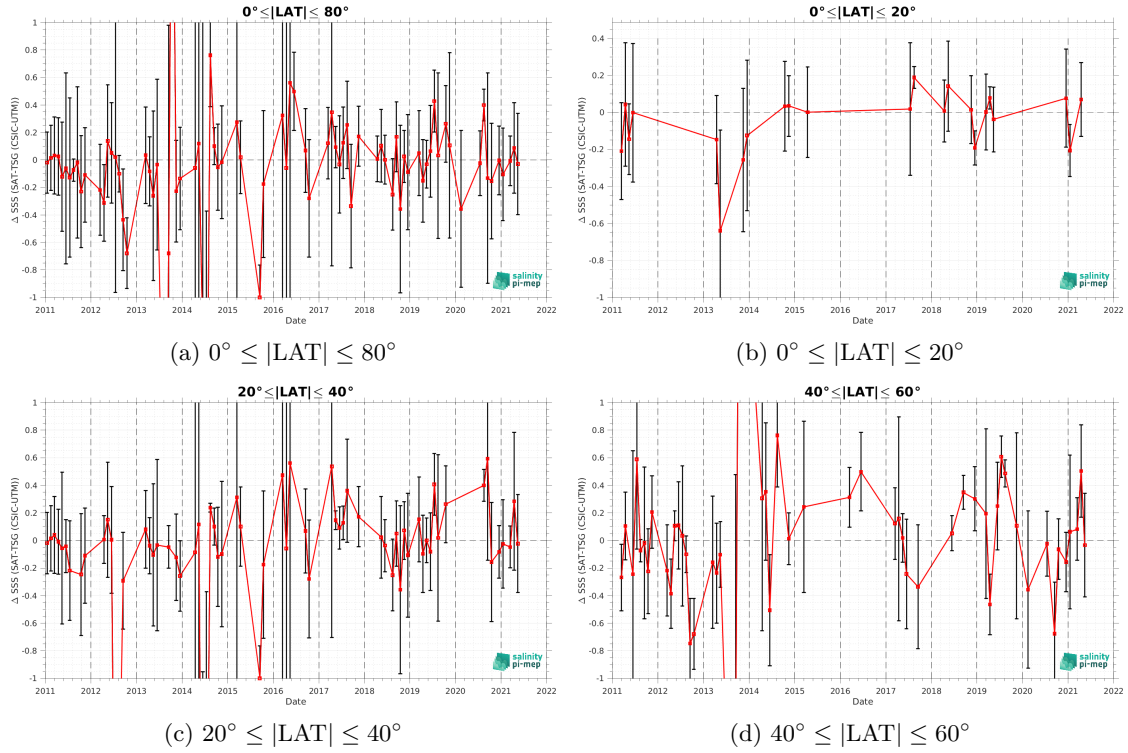 0°≤|LAT|≤ 80°
Δ SSS (SAT-TSG (CSIC-UTM))
1
0.8
0.6
0.4
0.2
0
-0.2
-0.4
-0.6
-0.8
-1
2011 2012 2013 2014 2015 2016 2017 2018 2019 2020 2021 2022
Date
salinity
pi-mep
(a) 0° ≤ |LAT| ≤ 80°
0°≤|LAT|≤ 20°
Δ SSS (SAT-TSG (CSIC-UTM))
0.4
0.2
0
-0.2
-0.4
-0.6
-0.8
-1
2011 2012 2013 2014 2015 2016 2017 2018 2019 2020 2021 2022
Date
salinity
pi-mep
(b) 0° ≤ |LAT| ≤ 20°
20°≤|LAT|≤ 40°
Δ SSS (SAT-TSG (CSIC-UTM))
1
0.8
0.6
0.4
0.2
0
-0.2
-0.4
-0.6
-0.8
-1
2011 2012 2013 2014 2015 2016 2017 2018 2019 2020 2021 2022
Date
salinity
pi-mep
(c) 20° ≤ |LAT| ≤ 40°
40°≤|LAT|≤ 60°
Δ SSS (SAT-TSG (CSIC-UTM))
1
0.8
0.6
0.4
0.2
0
-0.2
-0.4
-0.6
-0.8
-1
2011 2012 2013 2014 2015 2016 2017 2018 2019 2020 2021 2022
Date
salinity
pi-mep
(d) 40° ≤ |LAT| ≤ 60°